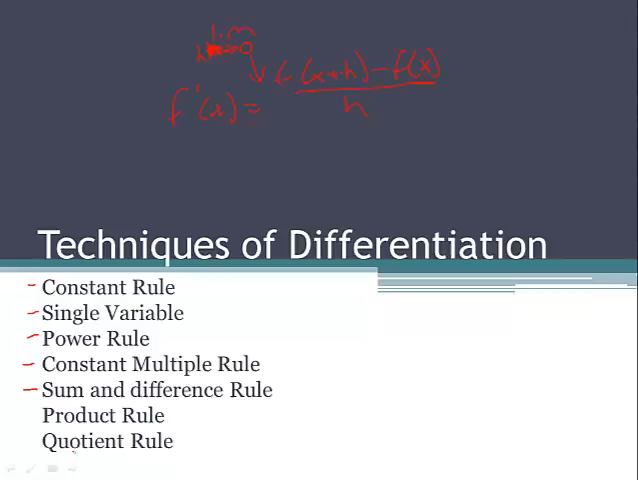 lim
h→0
f'(x) = f(x+h) - f(x)
h
Techniques of Differentiation
Constant Rule
Single Variable
Power Rule
Constant Multiple Rule
Sum and difference Rule
Product Rule
Quotient Rule